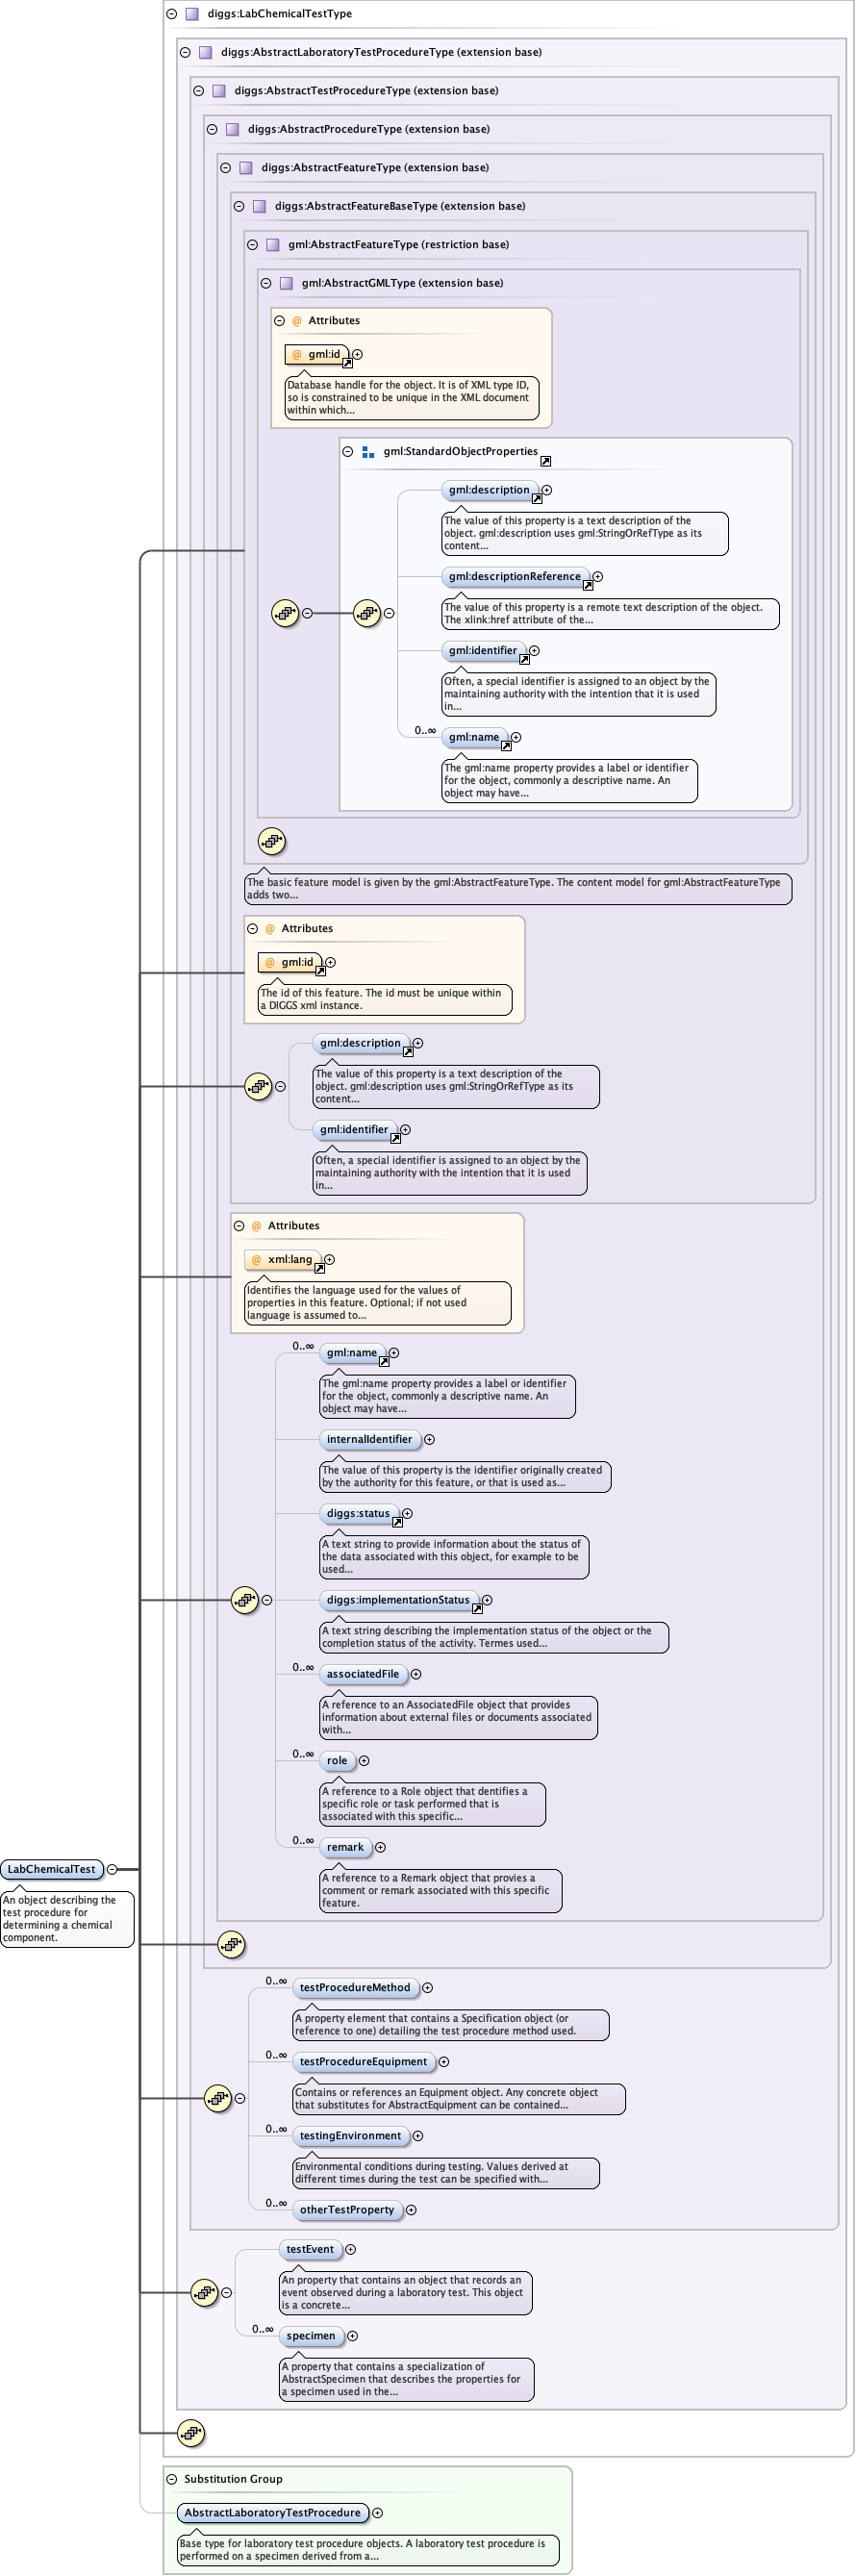 diggs:LabChemicalTestType
diggs:AbstractLaboratoryTestProcedureType (extension base)
diggs:AbstractTestProcedureType (extension base)
diggs:AbstractProcedureType (extension base)
diggs:AbstractFeatureType (extension base)
diggs:AbstractFeatureBaseType (extension base)
gml:AbstractFeatureType (restriction base)
gml:AbstractGMLType (extension base)
@ Attributes
@ gml:id
Database handle for the object. It is of XML type ID,
so is constrained to be unique in the XML document
within which...
gml:StandardObjectProperties
gml:description
The value of this property is a text description of the
object. gml:description uses gml:StringOrRefType as its
content...
gml:descriptionReference
The value of this property is a remote text description of the object.
The xlink:href attribute of the...
gml:identifier
Often, a special identifier is assigned to an object by the
maintaining authority with the intention that it is used
in...
0..∞
gml:name
The gml:name property provides a label or identifier
for the object, commonly a descriptive name. An
object may have...
The basic feature model is given by the gml:AbstractFeatureType. The content model for gml:AbstractFeatureType
adds two...
@ Attributes
@ gml:id
The id of this feature. The id must be unique within
a DIGGS xml instance.
gml:description
The value of this property is a text description of the
object. gml:description uses gml:StringOrRefType as its
content...
gml:identifier
Often, a special identifier is assigned to an object by the
maintaining authority with the intention that it is used
in...
@ Attributes
@ xml:lang
Identifies the language used for the values of
properties in this feature. Optional; if not used
language is assumed to...
0..∞
gml:name
The gml:name property provides a label or identifier
for the object, commonly a descriptive name. An
object may have...
internalIdentifier
The value of this property is the identifier originally created
by the authority for this feature, or that is used as...
diggs:status
A text string to provide information about the status of
the data associated with this object, for example to be
used...
diggs:implementationStatus
A text string describing the implementation status of the object or the
completion status of the activity. Termes used...
0..∞
associatedFile
A reference to an AssociatedFile object that provides
information about external files or documents associated
with...
0..∞
role
A reference to a Role object that dentifies a
specific role or task performed that is
associated with this specific...
0..∞
remark
A reference to a Remark object that provies a
comment or remark associated with this specific
feature.
LabChemicalTest
An object describing the
test procedure for
determining a chemical
component.
0..∞
testProcedureMethod
A property element that contains a Specification object (or
reference to one) detailing the test procedure method used.
0..∞
testProcedureEquipment
Contains or references an Equipment object. Any concrete object
that substitutes for AbstractEquipment can be contained...
0..∞
testingEnvironment
Environmental conditions during testing. Values derived at
different times during the test can be specified with...
0..∞
otherTestProperty
testEvent
An property that contains an object that records an
event observed during a laboratory test. This object
is a concrete...
0..∞
specimen
A property that contains a specialization of
AbstractSpecimen that describes the properties for
a specimen used in the...
Substitution Group
AbstractLaboratoryTestProcedure
Base type for laboratory test procedure objects. A laboratory test procedure is
performed on a specimen derived from a...